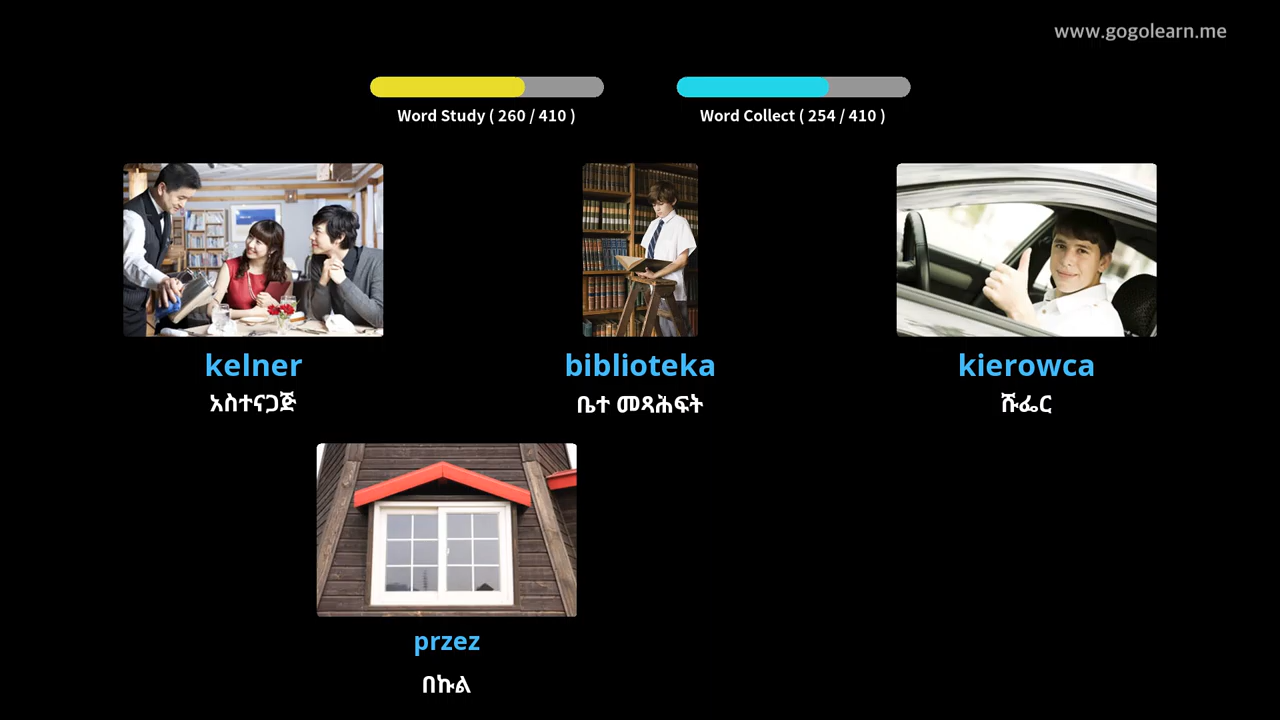 www.gogolearn.me
Word Study ( 260 / 410 )
Word Collect ( 254 / 410 )
kelner
አስተናጋጅ
biblioteka
ቤተ መጻሕፍት
kierowca
ሹፌር
przez
በኩል